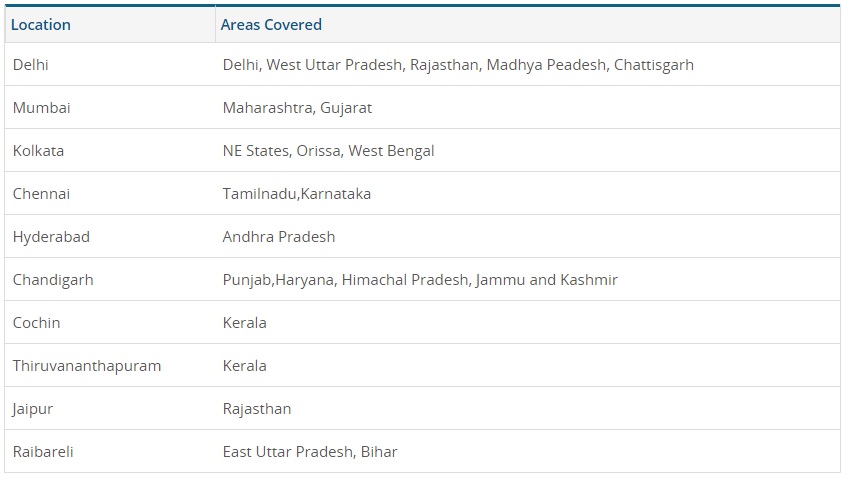 Location Areas Covered
Delhi Delhi, West Uttar Pradesh, Rajasthan, Madhya Peadesh, Chattisgarh
Mumbai Maharashtra, Gujarat
Kolkata NE States, Orissa, West Bengal
Chennai Tamilnadu,Karnataka
Hyderabad Andhra Pradesh
Chandigarh Punjab,Haryana, Himachal Pradesh, Jammu and Kashmir
Cochin Kerala
Thiruvananthapuram Kerala
Jaipur Rajasthan
Raibareli East Uttar Pradesh, Bihar